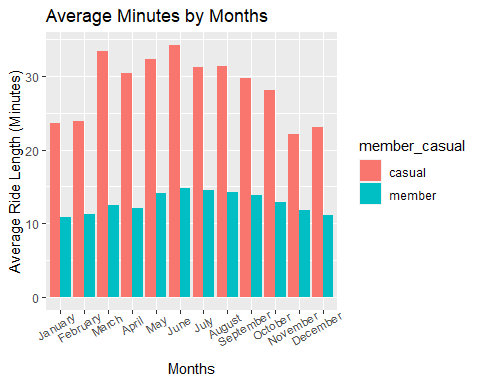 Average Minutes by Months
Average Ride Length (Minutes)
30
20
10
0
January
February
March
April
May
June
July
August
September
October
November
December
Months
member_casual
casual
member